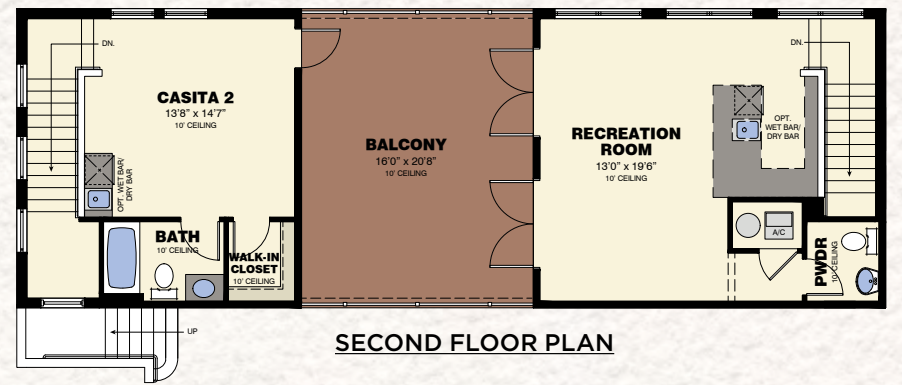 DN.
CASITA 2
13'8" x 14'7"
10' CEILING
OPT. WET BAR/
DRY BAR
BATH
10' CEILING
WALK-IN
CLOSET
10' CEILING
UP
BALCONY
16'0" x 20'8"
10' CEILING
RECREATION
ROOM
13'0" x 19'6"
10' CEILING
DN.
OPT.
WET BAR/
DRY BAR
A/C
PWDR
10' CEILING
SECOND FLOOR PLAN